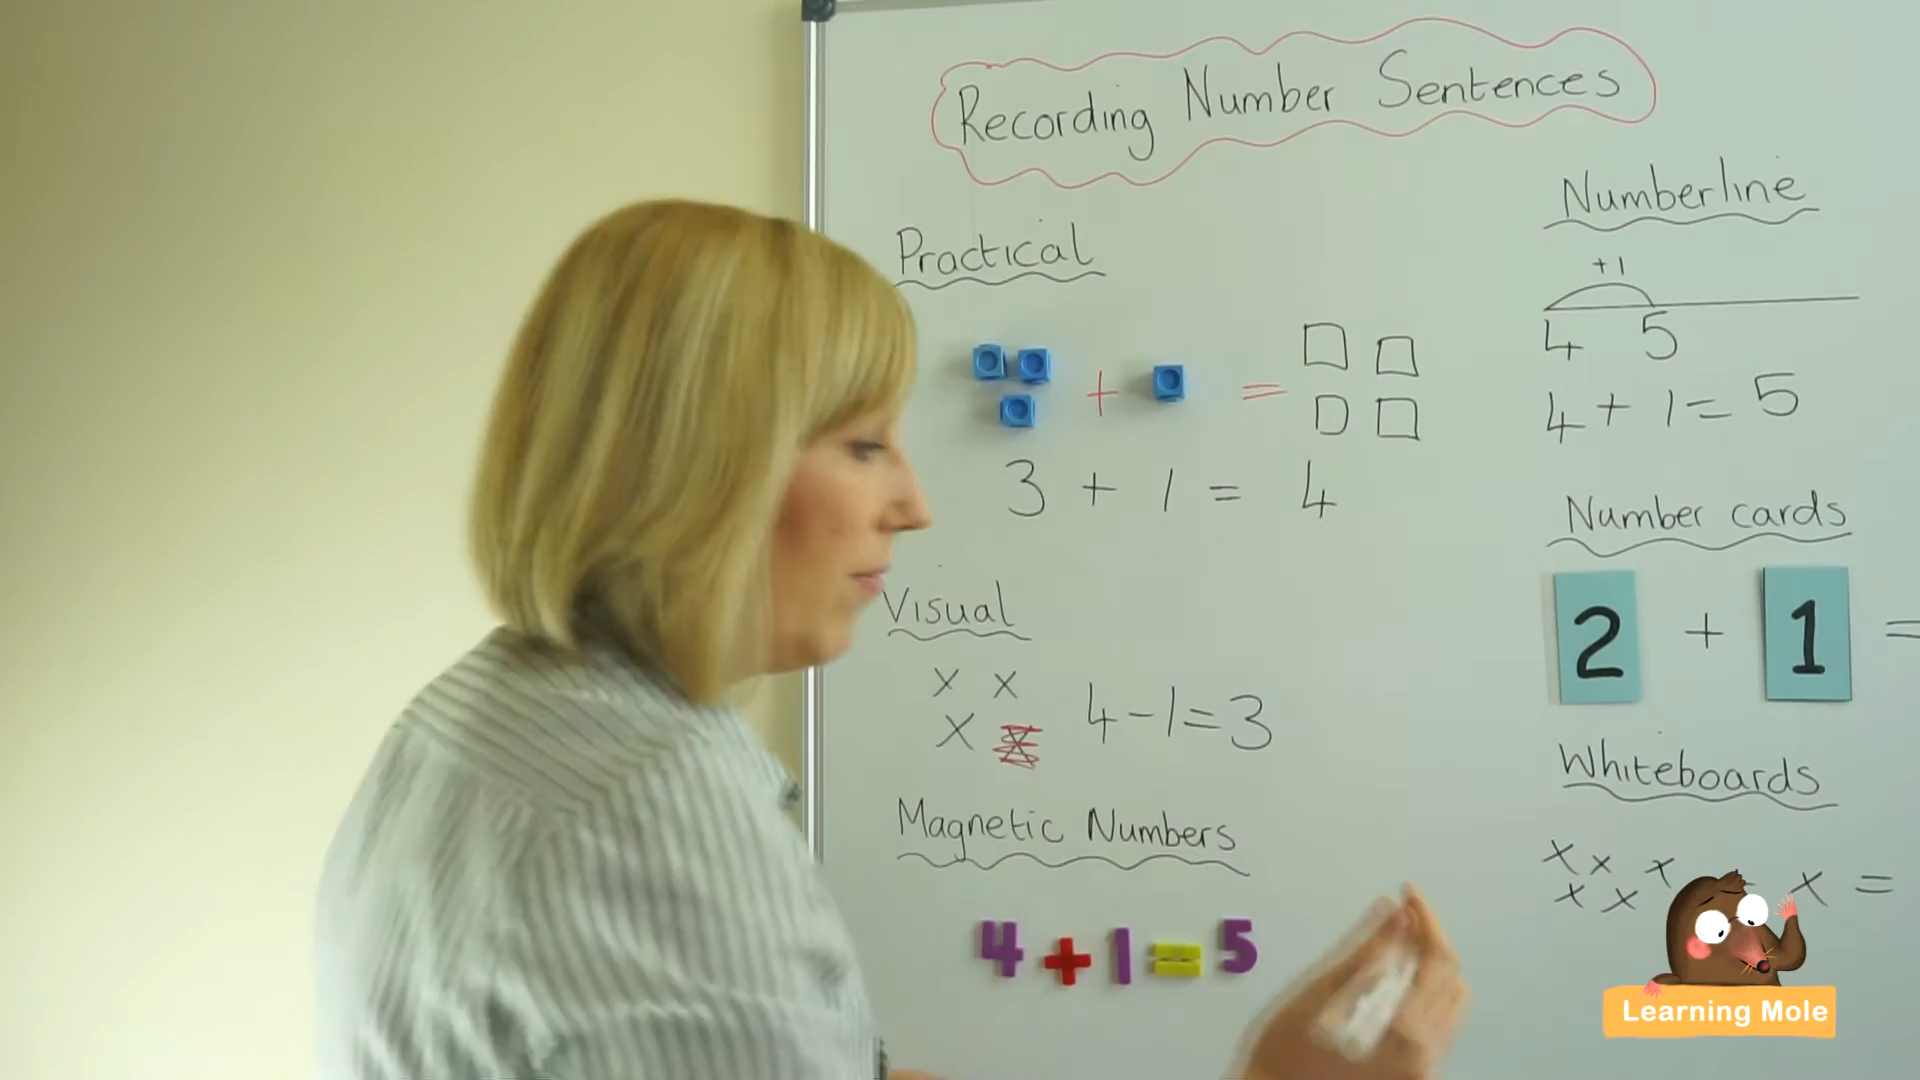 Recording Number Sentences
Practical
+ =
3 + 1 = 4
Visual
x x
x x 4-1=3
Magnetic Numbers
4+1=5
Numberline
+1
4 5
4+ 1= 5
Number cards
2 + 1 =
Whiteboards
x x x x =
x x
Learning Mole